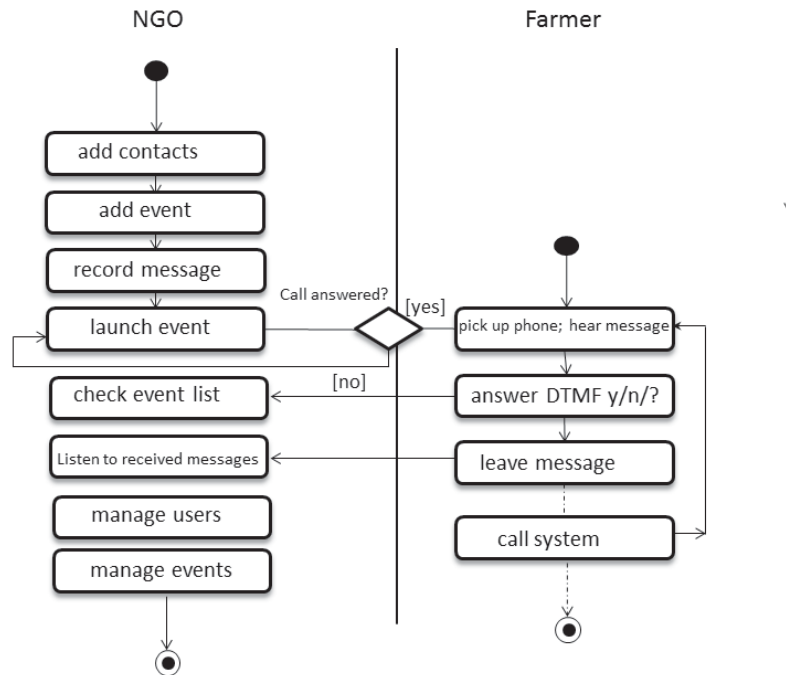 NGO
Farmer
add contacts
add event
record message
Call answered?
[yes]
launch event
pick up phone; hear message
[no]
check event list
answer DTMF y/n/?
Listen to received messages
leave message
manage users
call system
manage events